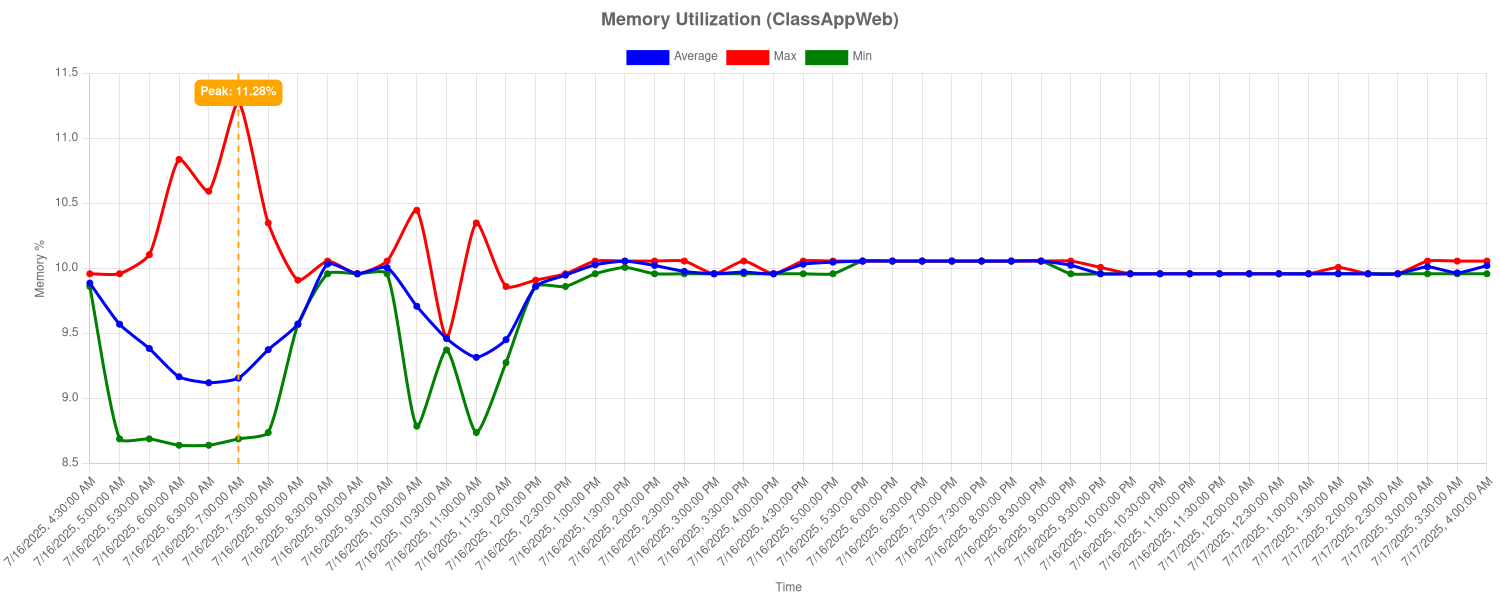 Memory Utilization (ClassAppWeb)
Average Max Min
Peak: 11.28%
11.5
11.0
10.5
10.0
9.5
9.0
8.5
Memory %
7/16/2025, 4:30:00 AM
7/16/2025, 5:00:00 AM
7/16/2025, 5:30:00 AM
7/16/2025, 6:00:00 AM
7/16/2025, 6:30:00 AM
7/16/2025, 7:00:00 AM
7/16/2025, 7:30:00 AM
7/16/2025, 8:00:00 AM
7/16/2025, 8:30:00 AM
7/16/2025, 9:00:00 AM
7/16/2025, 9:30:00 AM
7/16/2025, 10:00:00 AM
7/16/2025, 10:30:00 AM
7/16/2025, 11:00:00 AM
7/16/2025, 11:30:00 AM
7/16/2025, 12:00:00 PM
7/16/2025, 12:30:00 PM
7/16/2025, 1:00:00 PM
7/16/2025, 1:30:00 PM
7/16/2025, 2:00:00 PM
7/16/2025, 2:30:00 PM
7/16/2025, 3:00:00 PM
7/16/2025, 3:30:00 PM
7/16/2025, 4:00:00 PM
7/16/2025, 4:30:00 PM
7/16/2025, 5:00:00 PM
7/16/2025, 5:30:00 PM
7/16/2025, 6:00:00 PM
7/16/2025, 6:30:00 PM
7/16/2025, 7:00:00 PM
7/16/2025, 7:30:00 PM
7/16/2025, 8:00:00 PM
7/16/2025, 8:30:00 PM
7/16/2025, 9:00:00 PM
7/16/2025, 9:30:00 PM
7/16/2025, 10:00:00 PM
7/16/2025, 10:30:00 PM
7/16/2025, 11:00:00 PM
7/16/2025, 11:30:00 PM
7/17/2025, 12:00:00 AM
7/17/2025, 12:30:00 AM
7/17/2025, 1:00:00 AM
7/17/2025, 1:30:00 AM
7/17/2025, 2:00:00 AM
7/17/2025, 2:30:00 AM
7/17/2025, 3:00:00 AM
7/17/2025, 3:30:00 AM
7/17/2025, 4:00:00 AM
Time